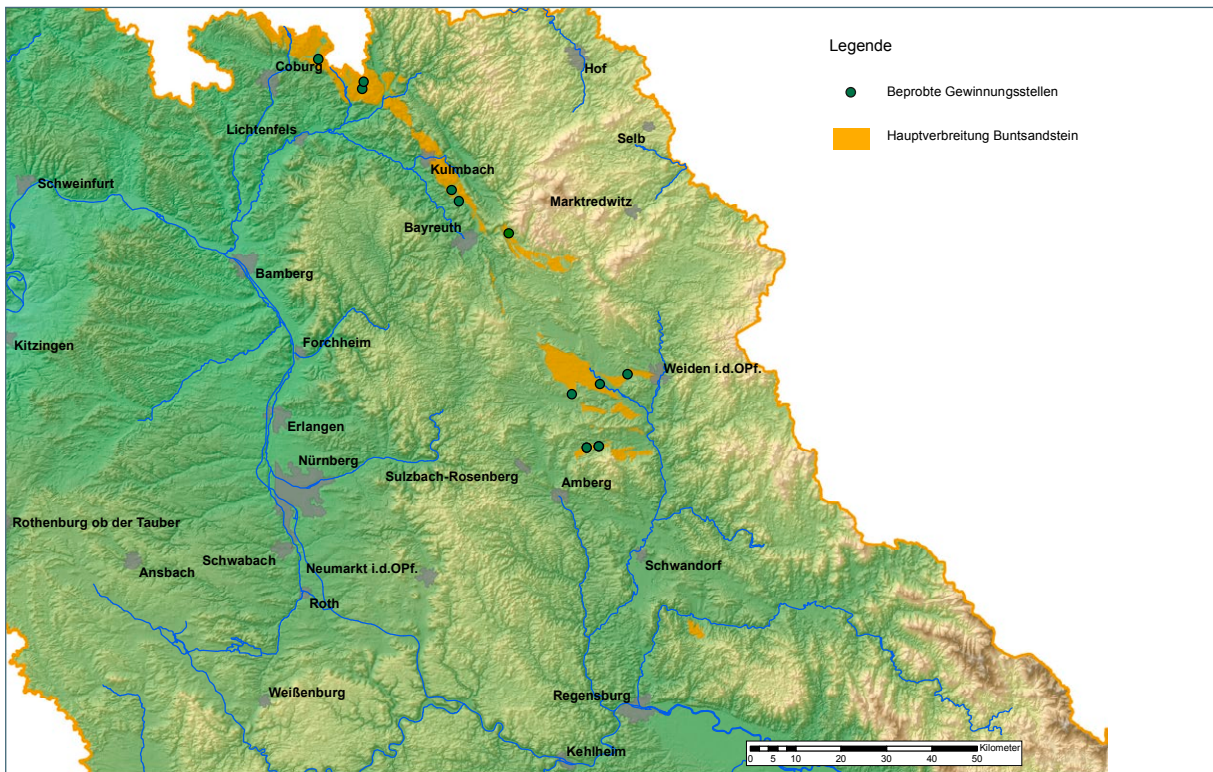 Legende
Beprobte Gewinnungsstellen
Hauptverbreitung Buntsandstein
Coburg
Hof
Lichtenfels
Selb
Kulmbach
Schweinfurt
Marktredwitz
Bayreuth
Bamberg
Kitzingen
Forchheim
Weiden i.d.OPf.
Erlangen
Nürnberg
Sulzbach-Rosenberg
Amberg
Rothenburg ob der Tauber
Schwabach
Ansbach
Neumarkt i.d.OPf.
Schwandorf
Roth
Weißenburg
Regensburg
Kehlheim
Kilometer
0 5 10 20 30 40 50